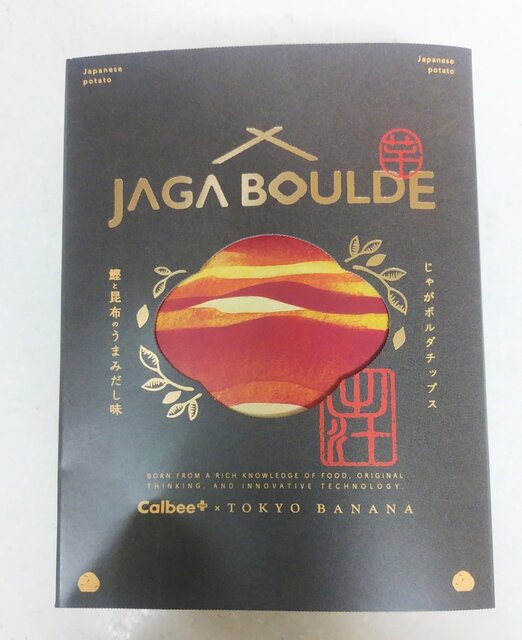 Japanese
potato
Japanese
potato
芋
JAGA BOULDE
鰹と昆布のうまみだし味
じゃがボルダチップス
BORN FROM A RICH KNOWLEDGE OF FOOD, ORIGINAL
THINKING, AND INNOVATIVE TECHNOLOGY.
Calbee+ × TOKYO BANANA